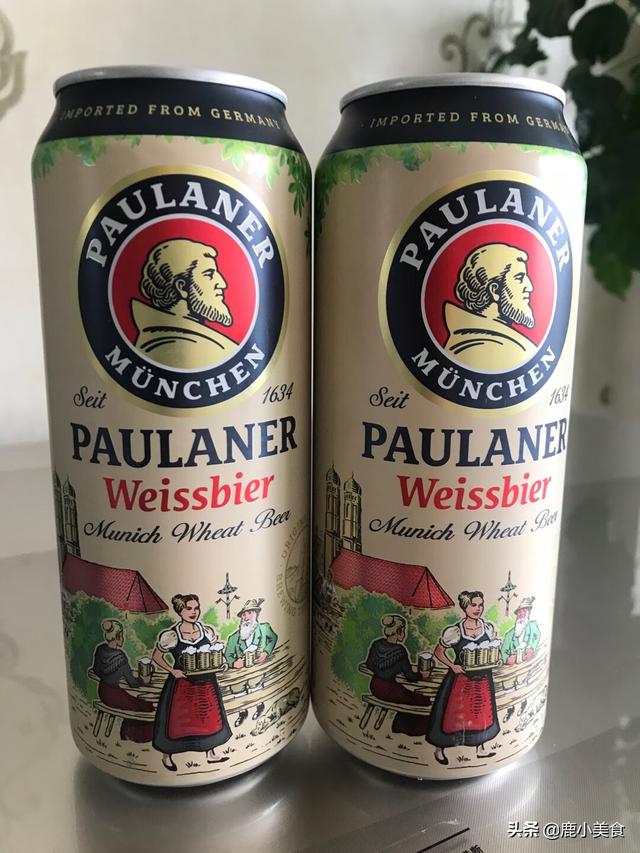 IMPORTED FROM GERMANY
PAULANER
MÜNCHEN
Seit 1634
PAULANER
Weissbier
Munich Wheat Beer
IMPORTED FROM GERMAN
PAULANER
MÜNCHEN
Seit 1634
PAULANER
Weissbier
Munich Wheat Beer
头条 @鹿小美食